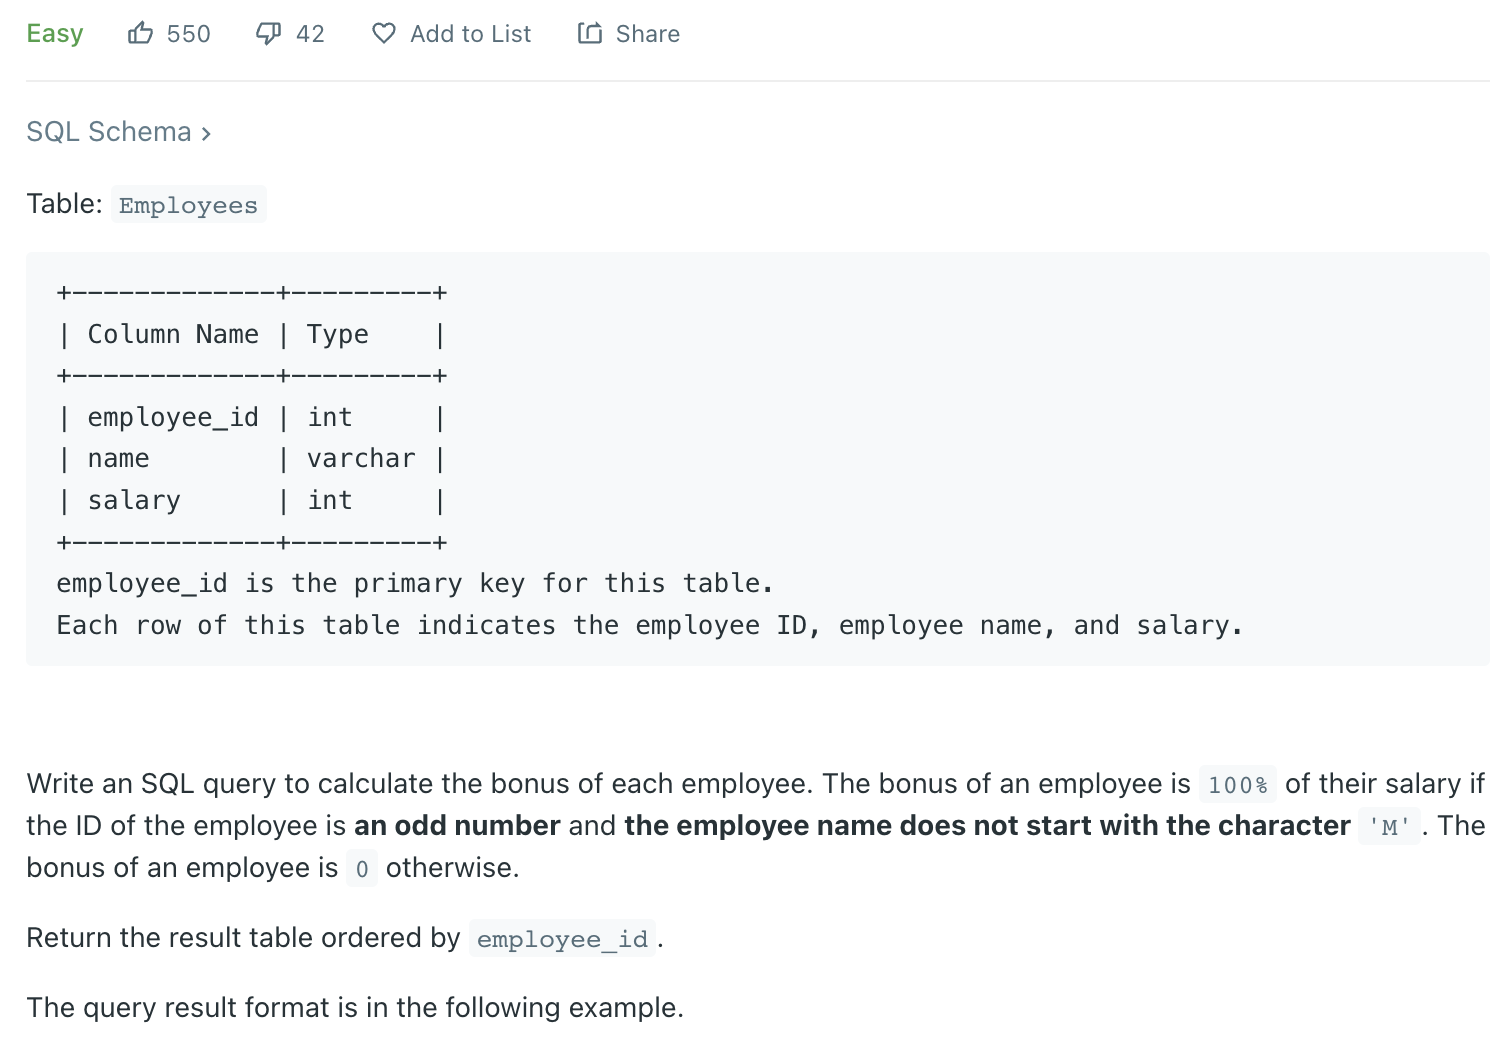 Easy 550 42 Add to List Share
SQL Schema >
Table: Employees
+-------------+---------+
| Column Name | Type    |
+-------------+---------+
| employee_id | int     |
| name        | varchar |
| salary      | int     |
+-------------+---------+
employee_id is the primary key for this table.
Each row of this table indicates the employee ID, employee name, and salary.
Write an SQL query to calculate the bonus of each employee. The bonus of an employee is 100% of their salary if
the ID of the employee is an odd number and the employee name does not start with the character 'M'. The
bonus of an employee is 0 otherwise.
Return the result table ordered by employee_id.
The query result format is in the following example.